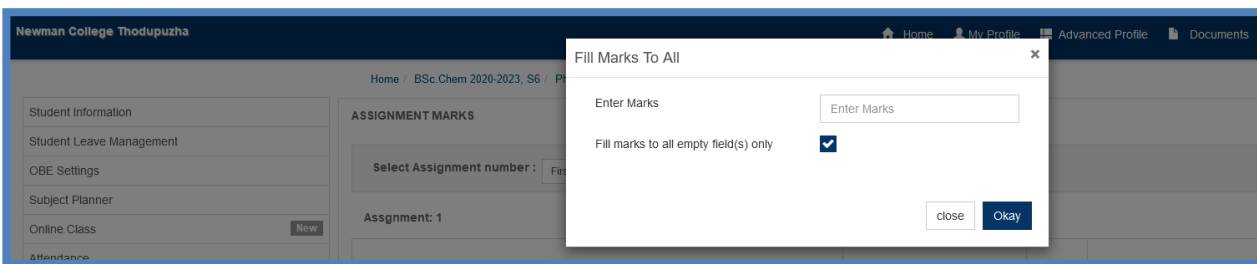 Newman College Thodupuzha
Home My Profile Advanced Profile Documents
Fill Marks To All ×
Home / BSc.Chem 2020-2023, S6 /
Student Information
Student Leave Management
OBE Settings
Subject Planner
Online Class New
Attendance
ASSIGNMENT MARKS
Select Assignment number :
Assgnment: 1
Enter Marks Enter Marks
Fill marks to all empty field(s) only
close Okay